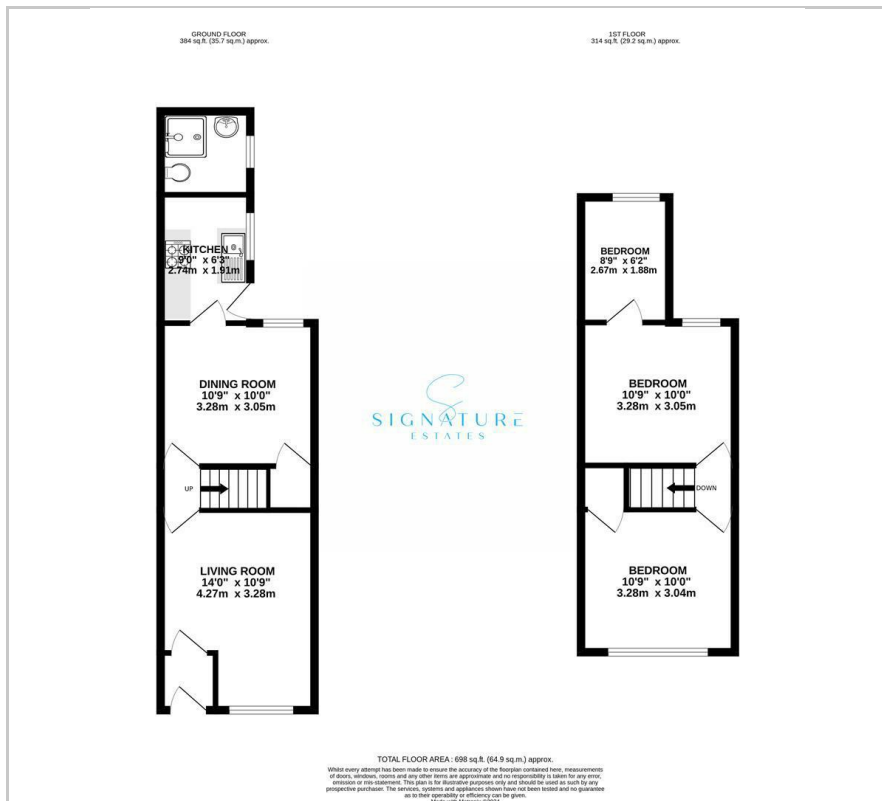 GROUND FLOOR
384 sq.ft. (35.7 sq.m.) approx.
1ST FLOOR
314 sq.ft. (29.2 sq.m.) approx.
KITCHEN
9'0" x 6'3"
2.74m x 1.91m
BEDROOM
8'9" x 6'2"
2.67m x 1.88m
DINING ROOM
10'9" x 10'0"
3.28m x 3.05m
BEDROOM
10'9" x 10'0"
3.28m x 3.05m
SIGNATURE
ESTATES
UP
DOWN
LIVING ROOM
14'0" x 10'9"
4.27m x 3.28m
BEDROOM
10'9" x 10'0"
3.28m x 3.04m
TOTAL FLOOR AREA : 698 sq.ft. (64.9 sq.m.) approx.
Whilst every attempt has been made to ensure the accuracy of the floorplan contained here, measurements
of doors, windows, rooms and any other items are approximate and no responsibility is taken for any error,
omission or mis-statement. This plan is for illustrative purposes only and should be used as such by any
prospective purchaser. The services, systems and appliances shown have not been tested and no guarantee
as to their operability or efficiency can be given.
Made with Metropix ©2024